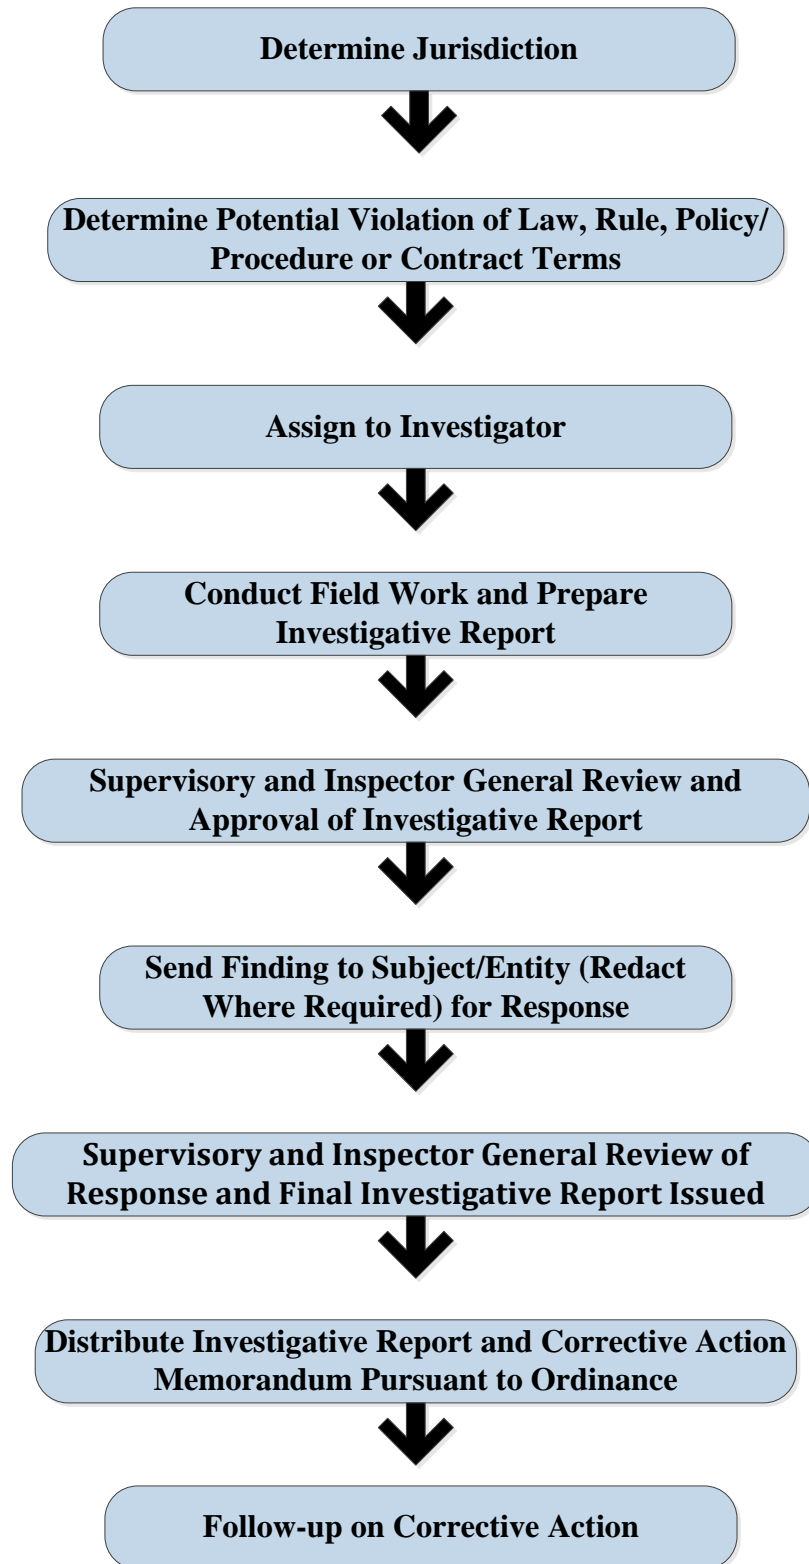 Determine Jurisdiction
Determine Potential Violation of Law, Rule, Policy/
Procedure or Contract Terms
Assign to Investigator
Conduct Field Work and Prepare
Investigative Report
Supervisory and Inspector General Review and
Approval of Investigative Report
Send Finding to Subject/Entity (Redact
Where Required) for Response
Supervisory and Inspector General Review of
Response and Final Investigative Report Issued
Distribute Investigative Report and Corrective Action
Memorandum Pursuant to Ordinance
Follow-up on Corrective Action